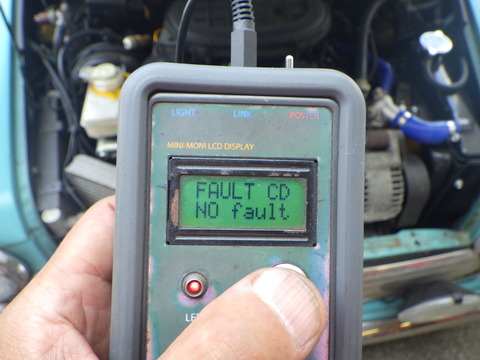 LIGHT LINK POWER
MINI-MONI LCD DISPLAY
FAULT CD
NO fault